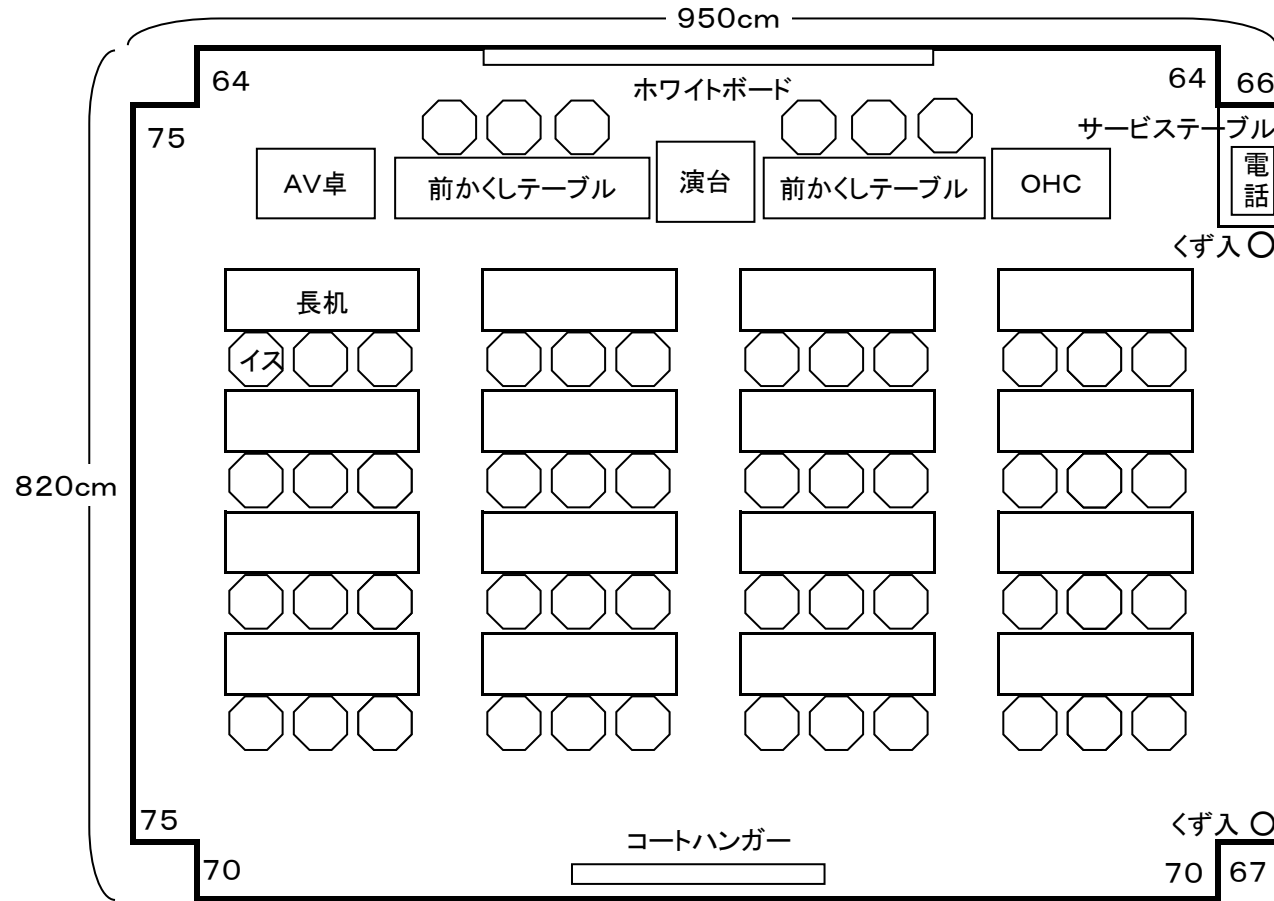 950cm
64
ホワイトボード
64
66
75
サービステーブル
AV卓
前かくしテーブル
演台
前かくしテーブル
OHC
電
話
くず入
長机
イス
820cm
75
くず入
コートハンガー
70
70
67